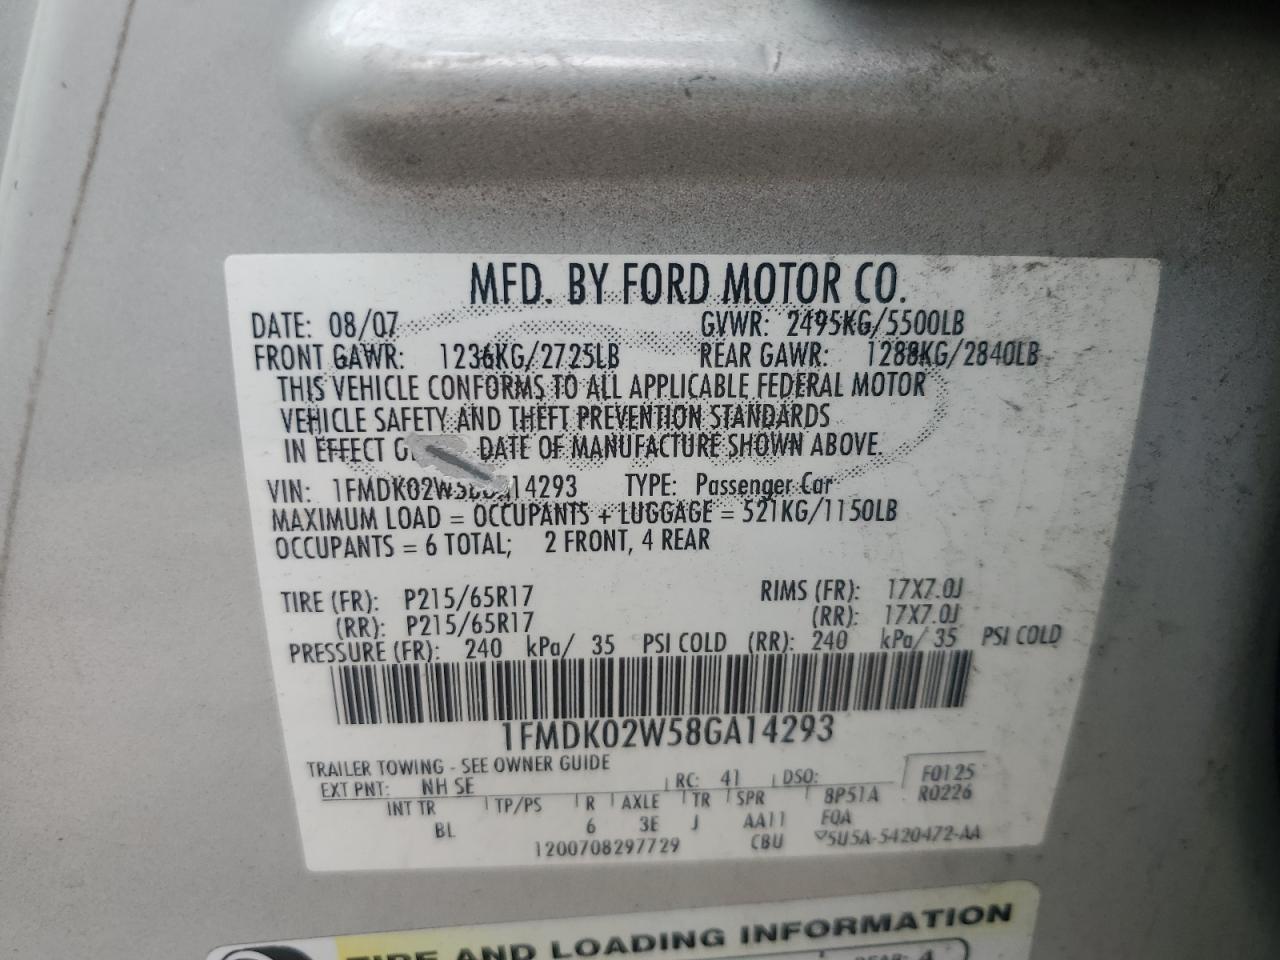 MFD. BY FORD MOTOR CO.
DATE: 08/07 GVWR: 2495KG/5500LB
FRONT GAWR: 1236KG/2725LB REAR GAWR: 1288KG/2840LB
THIS VEHICLE CONFORMS TO ALL APPLICABLE FEDERAL MOTOR
VEHICLE SAFETY AND THEFT PREVENTION STANDARDS
IN EFFECT DATE OF MANUFACTURE SHOWN ABOVE.
VIN: TYPE: Passenger Car
MAXIMUM LOAD = OCCUPANTS + LUGGAGE = 521KG/1150LB
OCCUPANTS = 6 TOTAL; 2 FRONT, 4 REAR
TIRE (FR): P215/65R17 RIMS (FR): 17X7.0J
(RR): P215/65R17 (RR): 17X7.0J
PRESSURE (FR): 240 kPa/ 35 PSI COLD (RR): 240 kPa/ 35 PSI COLD
1FMDK02W58GA14293
TRAILER TOWING - SEE OWNER GUIDE
EXT PNT: NH SE RC: 41 DSO: F0125
INT TR TP/PS R AXLE TR SPR 8P51A R0226
BL 6 3E J AA11 FQA
1200708297729 CBU 5U5A-5420472-AA
TIRE AND LOADING INFORMATION